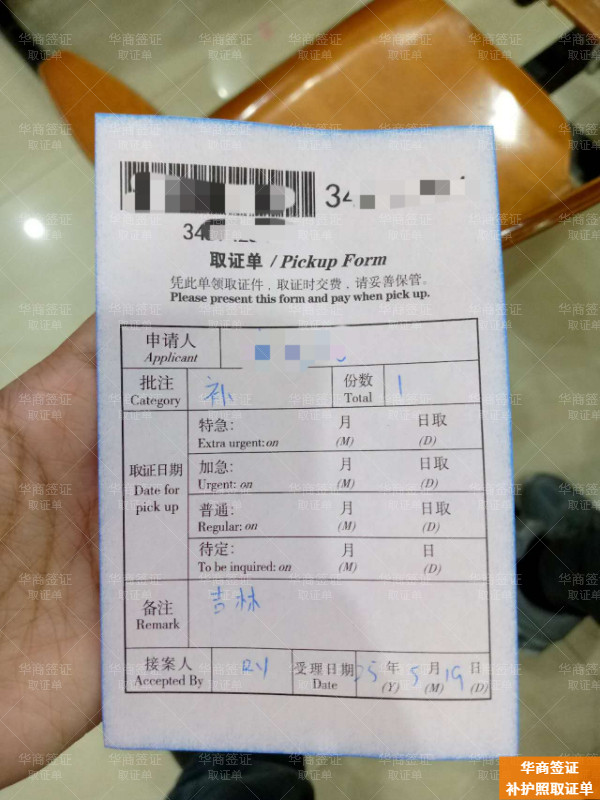 取证单 / Pickup Form
凭此单领取证件，取证时交费，请妥善保管。
Please present this form and pay when pick up.
申请人
Applicant
批注 补 份数 1
Category Total
取证日期
Date for
pick up
特急： 月 日取
Extra urgent: on (M) (D)
加急： 月 日取
Urgent: on (M) (D)
普通： 月 日取
Regular: on (M) (D)
待定： 月 日
To be inquired: on (M) (D)
备注 吉林
Remark
接案人 受理日期 25 年 5 月 19 日
Accepted By Date (Y) (M) (D)
华商签证
补护照取证单
华商签证
取证单